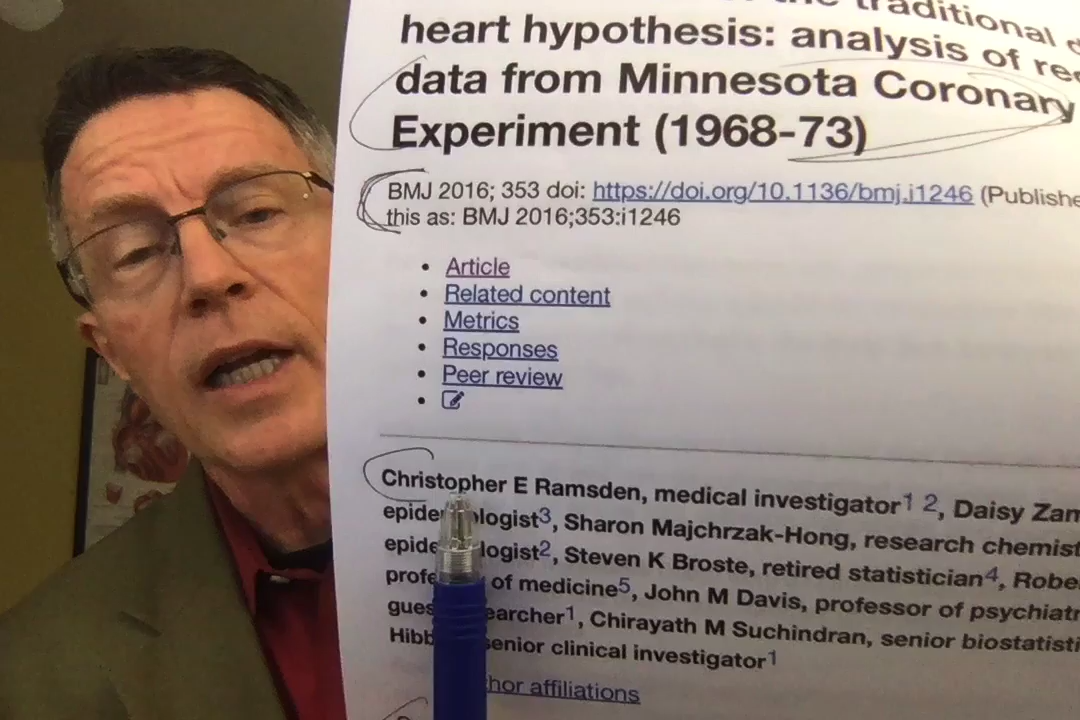 the traditional
heart hypothesis: analysis of
data from Minnesota Coronary
Experiment (1968-73)
BMJ 2016; 353 doi: https://doi.org/10.1136/bmj.i1246 (Publishe
this as: BMJ 2016;353:i1246
Article
Related content
Metrics
Responses
Peer review
Christopher E Ramsden, medical investigator1 2, Daisy Zam
epide logist3, Sharon Majchrzak-Hong, research chemist
epide logist2, Steven K Broste, retired statistician4, Robe
profe of medicine5, John M Davis, professor of psychiatr
gues earcher1, Chirayath M Suchindran, senior biostatisti
Hibb senior clinical investigator1
hor affiliations